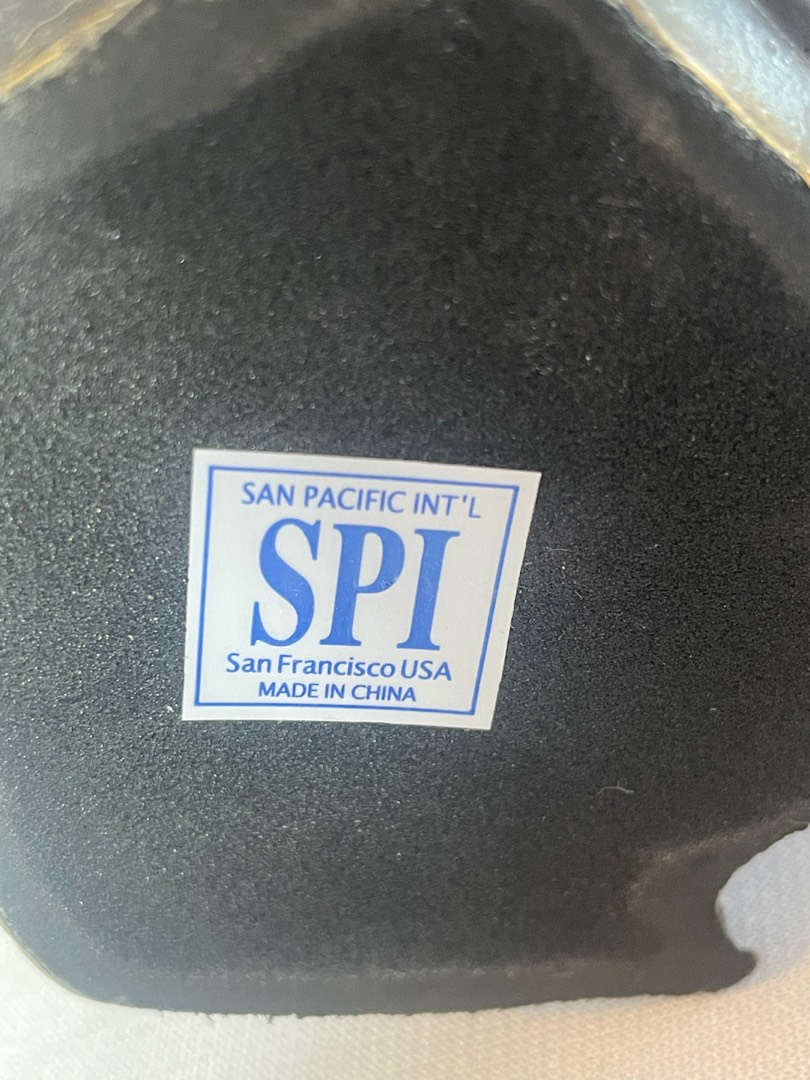 SAN PACIFIC INT'L
SPI
San Francisco USA
MADE IN CHINA